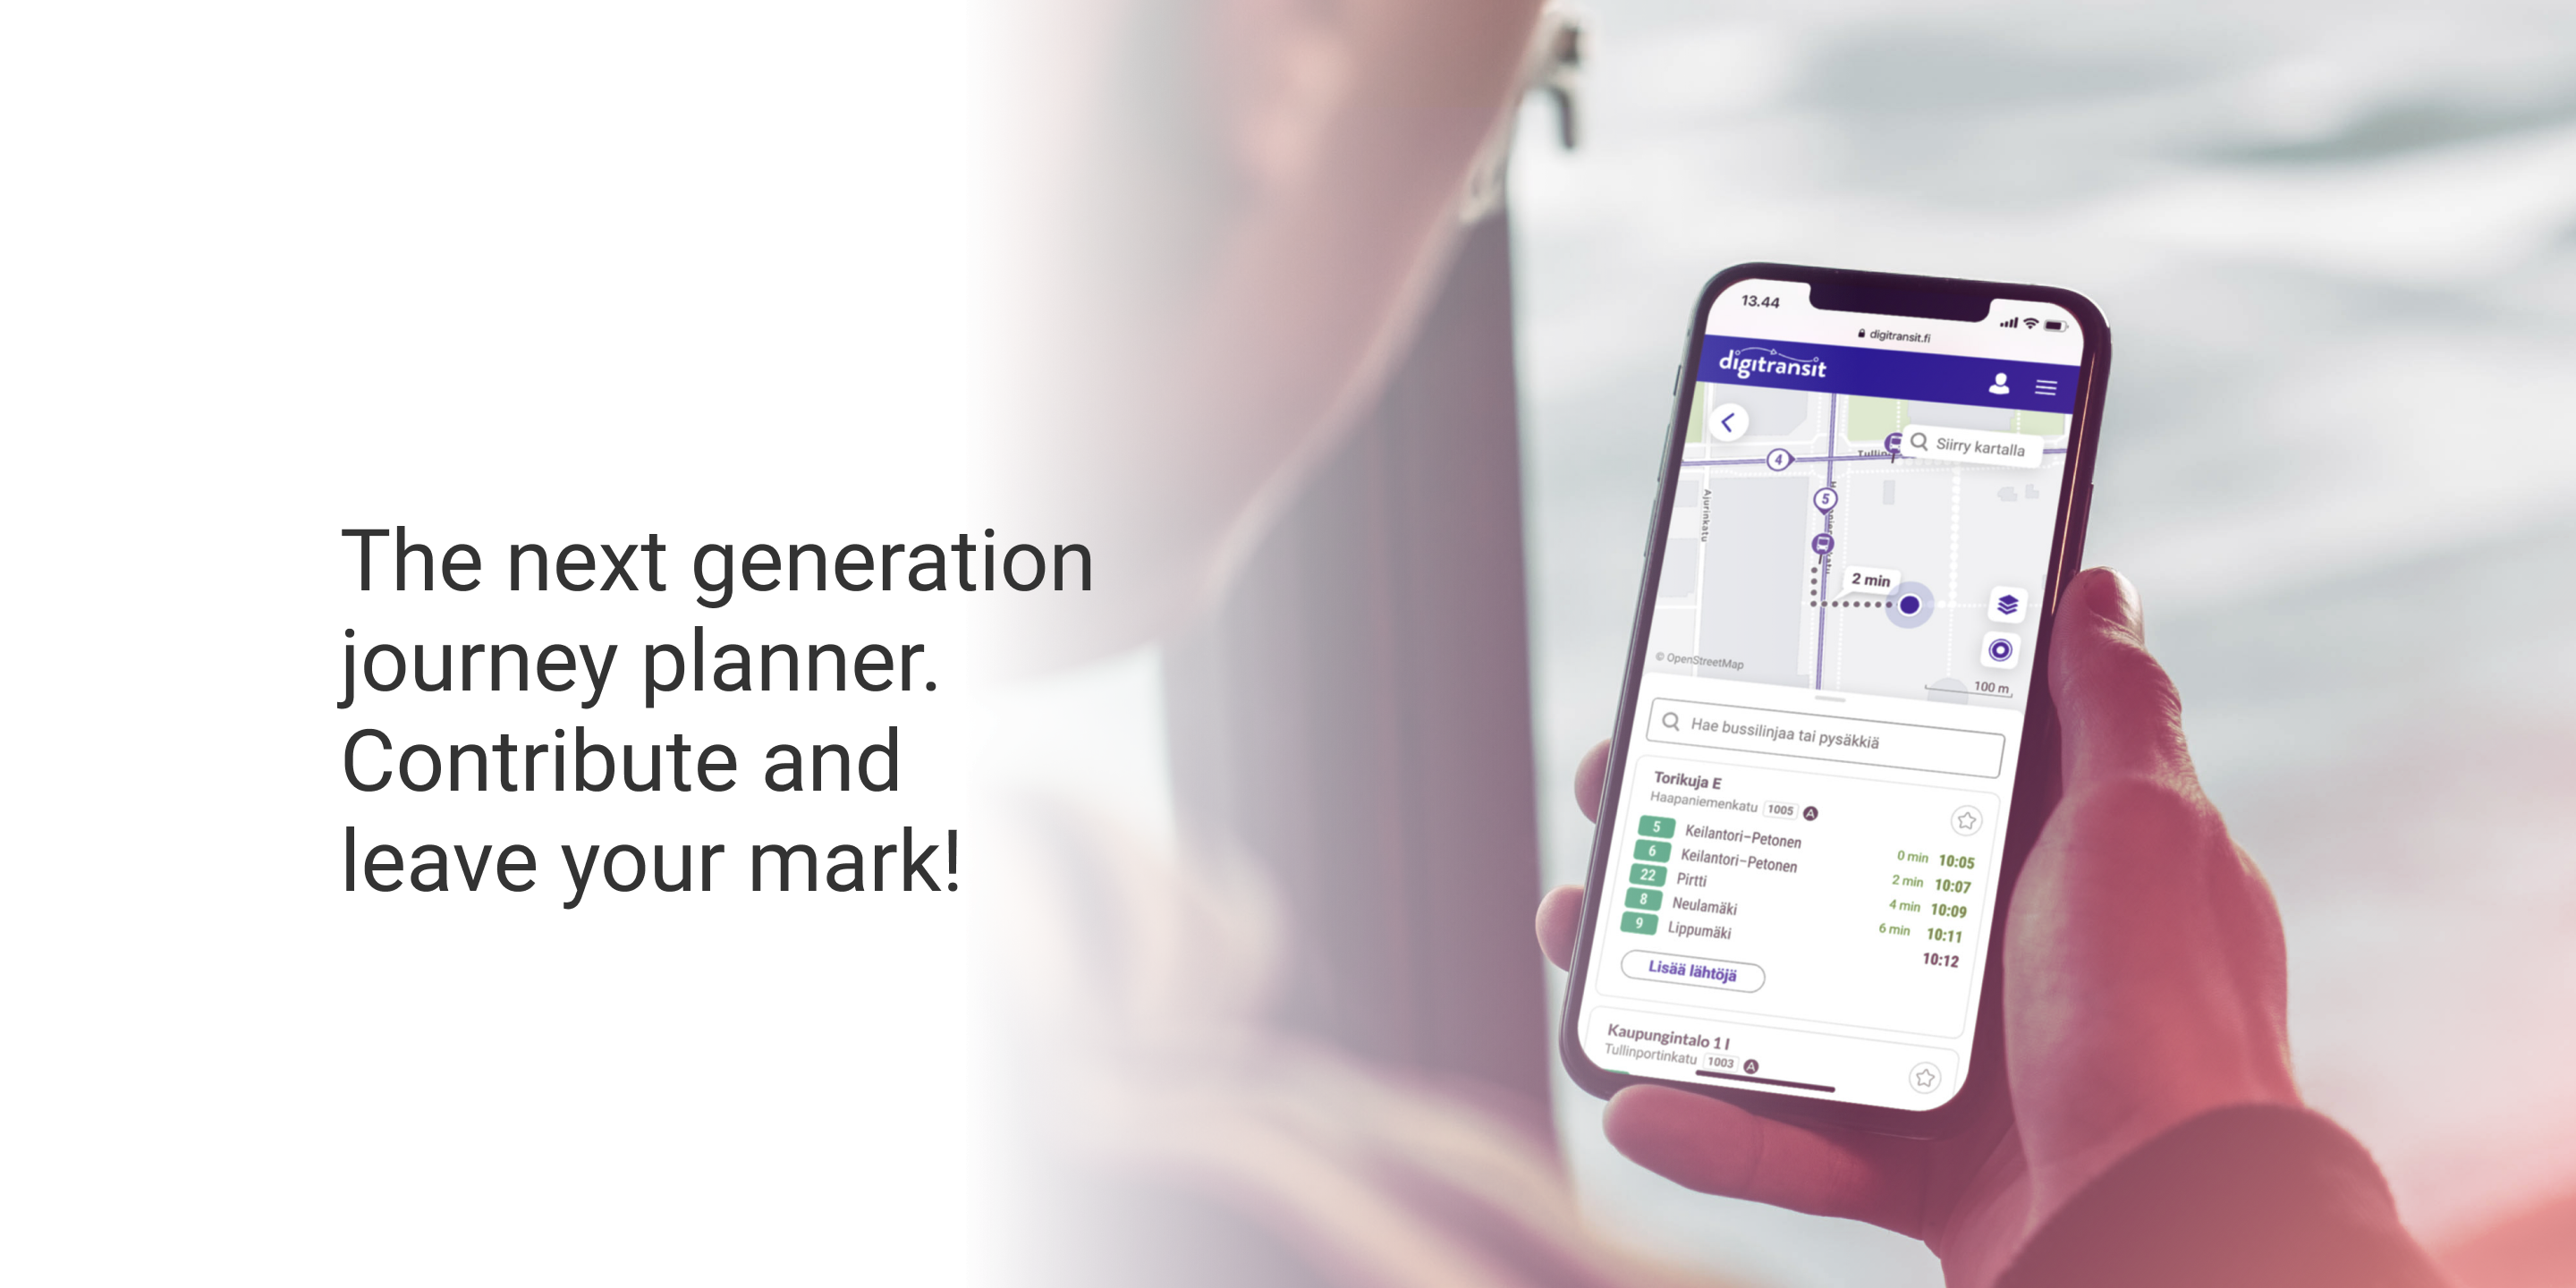 The next generation
journey planner.
Contribute and
leave your mark!
13.44
digitransit.fi
digitransit
Siirry kartalla
4
5
Ajurinkatu
2 min
© OpenStreetMap
100 m
Hae bussilinjaa tai pysäkkiä
Torikuja E
Haapaniemenkatu 1005 A
5 Keilantori–Petonen 0 min 10:05
6 Keilantori–Petonen 2 min 10:07
22 Pirtti 4 min 10:09
8 Neulamäki 6 min 10:11
9 Lippumäki 10:12
Lisää lähtöjä
Kaupungintalo 1 I
Tullinportinkatu 1003 A